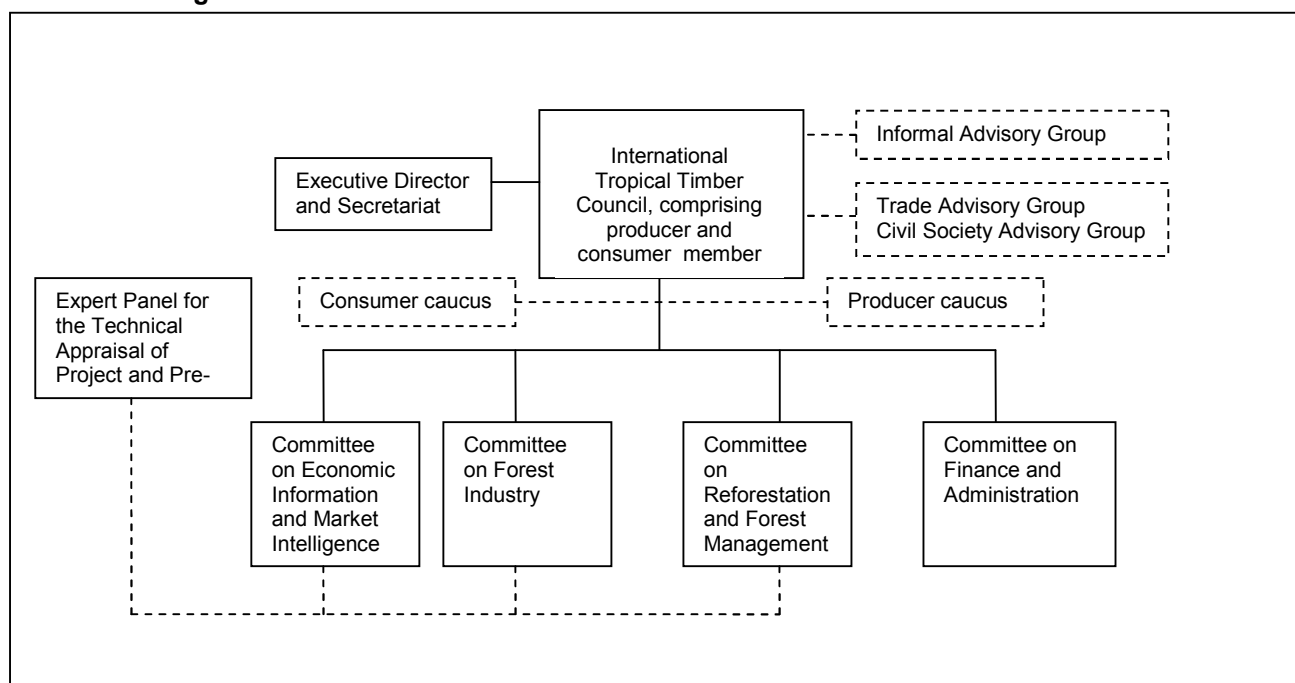 Informal Advisory Group
International
Tropical Timber
Council, comprising
producer and
consumer member
Executive Director
and Secretariat
Trade Advisory Group
Civil Society Advisory Group
Consumer caucus
Producer caucus
Expert Panel for
the Technical
Appraisal of
Project and Pre-
Committee
on Economic
Information
and Market
Intelligence
Committee
on Forest
Industry
Committee
on
Reforestation
and Forest
Management
Committee on
Finance and
Administration